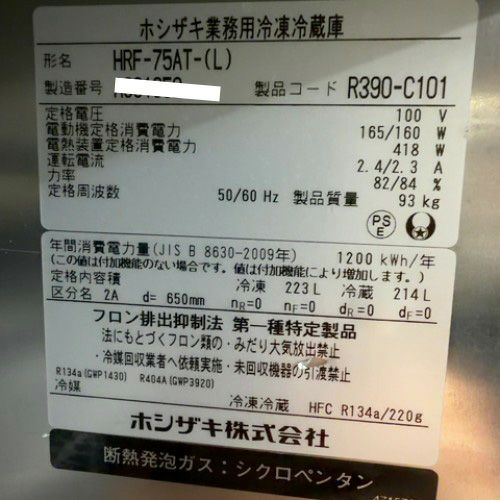 ホシザキ業務用冷凍冷蔵庫
形名 HRF-75AT-(L)
製造番号
製品コード R390-C101
定格電圧 100 V
電動機定格消費電力 165/160 W
電熱装置定格消費電力 418 W
運転電流 2.4/2.3 A
力率 82/84 %
定格周波数 50/60 Hz 製品質量 93 kg
PS
E
年間消費電力量(JIS B 8630-2009年) 1200 kWh/年
(この値は付加機能のない場合です。値は付加機能により増加します。)
定格内容積 冷凍 223L 冷蔵 214L
区分名 2A d= 650mm nR=0 nF=0 dR=0 dF=0
フロン排出抑制法 第一種特定製品
法にもとづくフロン類の・みだり大気放出禁止
・冷媒回収業者へ依頼実施・未回収機器の引渡禁止
R134a(GWP1430) R404A(GWP3920)
冷媒 冷凍冷蔵 HFC R134a/220g
ホシザキ株式会社
断熱発泡ガス:シクロペンタン